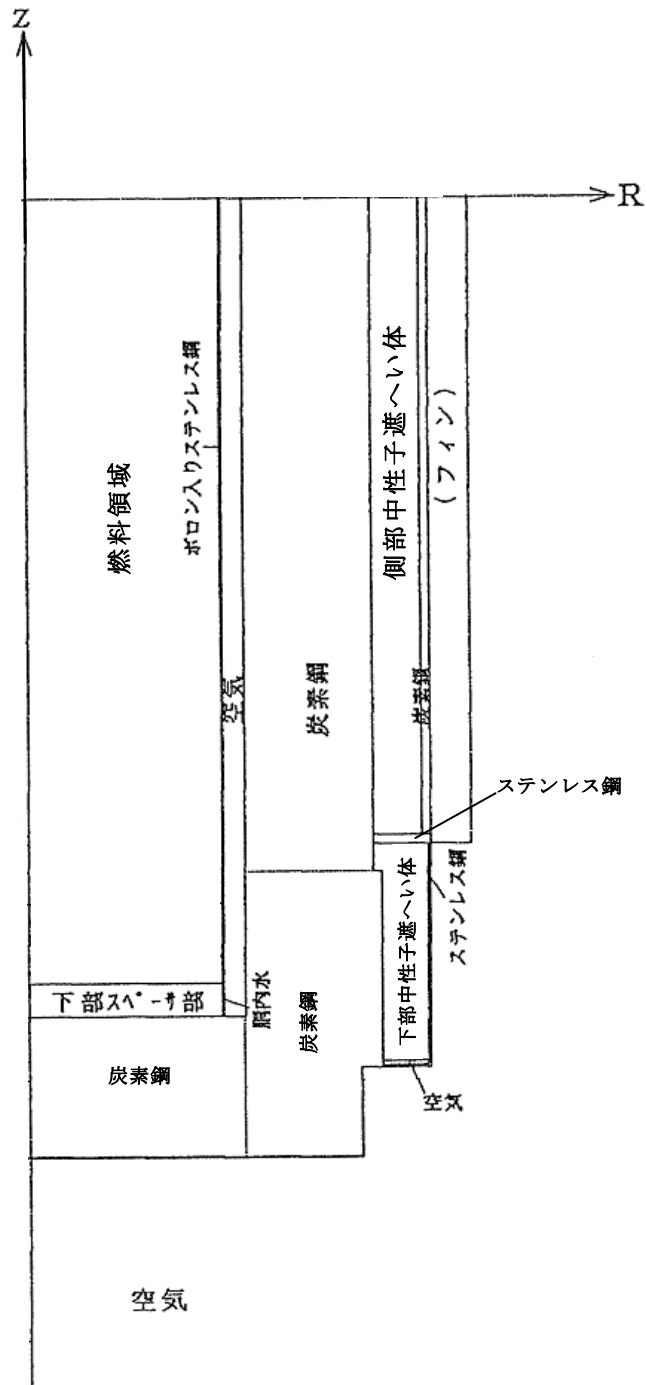 Z
R
燃料領域
ボロン入りステンレス鋼
空気
炭素鋼
側部中性子遮へい体
炭素鋼
(フィン)
ステンレス鋼
下部中性子遮へい体
ステンレス鋼
下部スペーサ部
胴内水
炭素鋼
炭素鋼
空気
空気